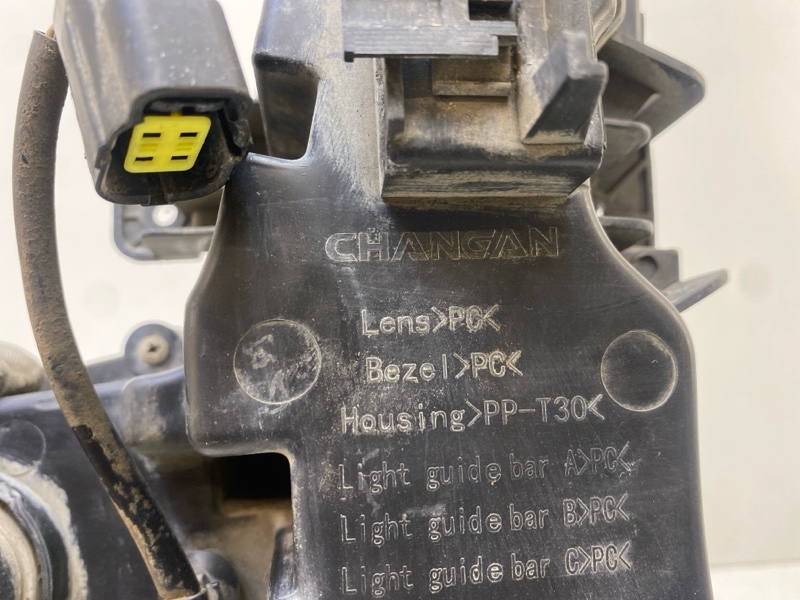 CHANGAN
Lens>PC<
Bezel>PC<
Housing>PP-T30<
Light guide bar A>PC<
Light guide bar B>PC<
Light guide bar C>PC<